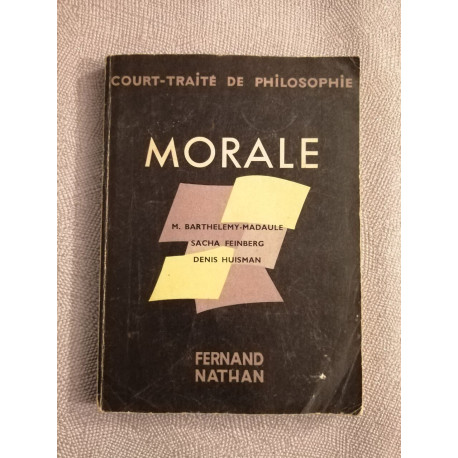 COURT-TRAITÉ DE PHILOSOPHIE
MORALE
M. BARTHELEMY-MADAULE
SACHA FEINBERG
DENIS HUISMAN
FERNAND
NATHAN